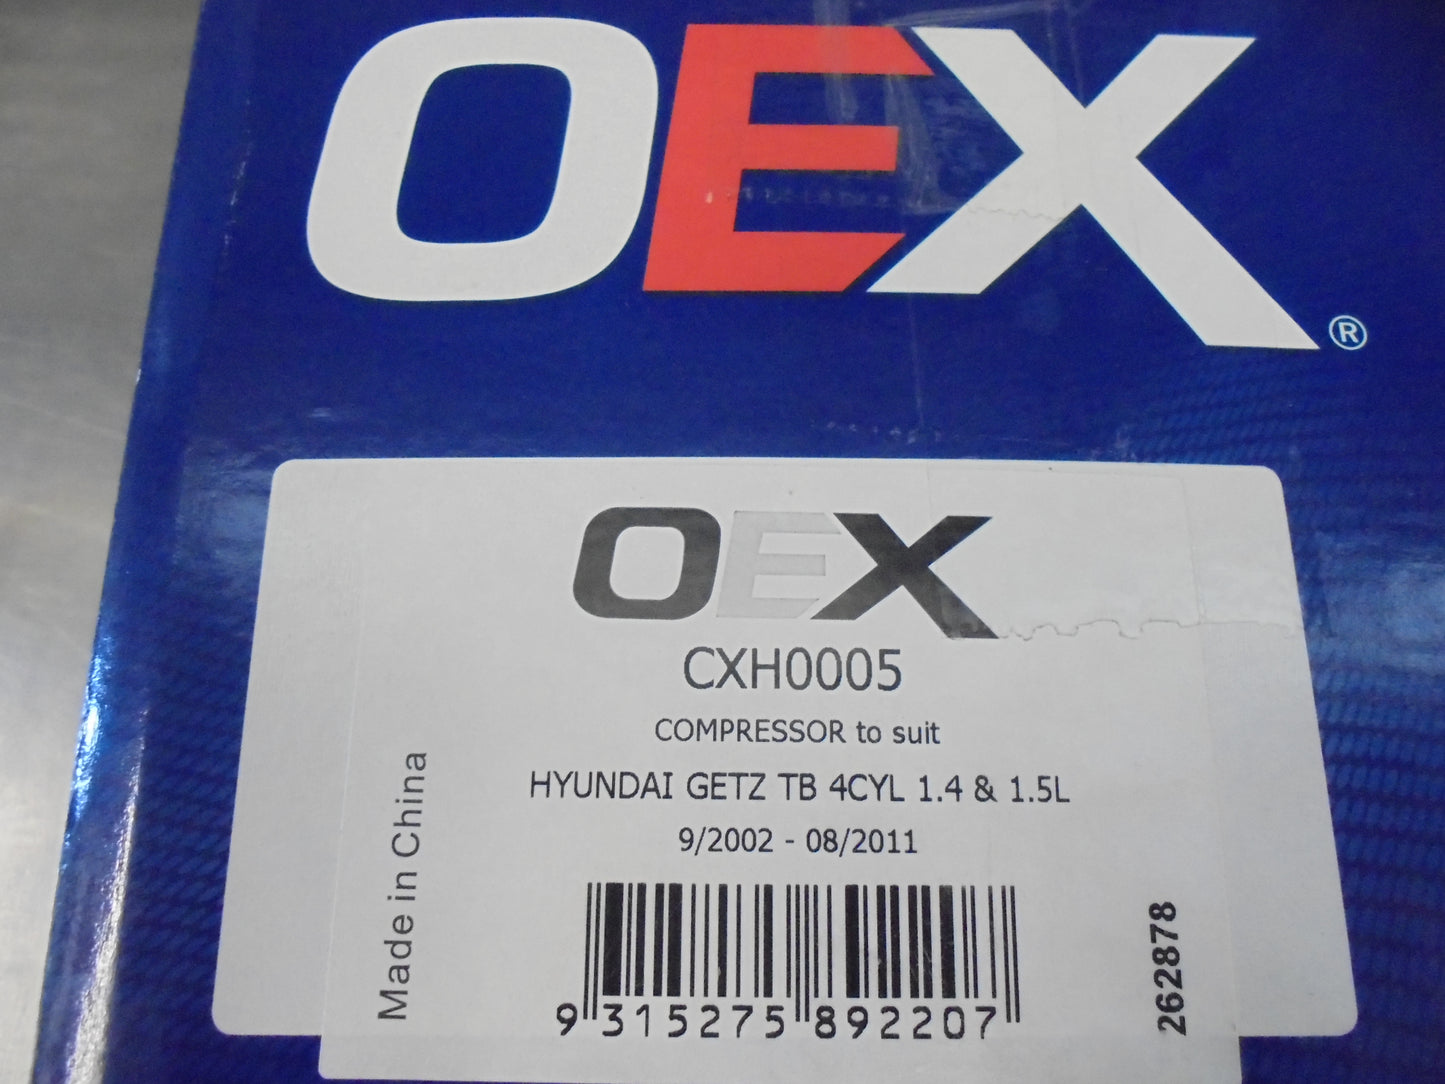 OEX®
OEX
CXH0005
COMPRESSOR to suit
HYUNDAI GETZ TB 4CYL 1.4 & 1.5L
9/2002 - 08/2011
Made in China
9 315275 892207
262878